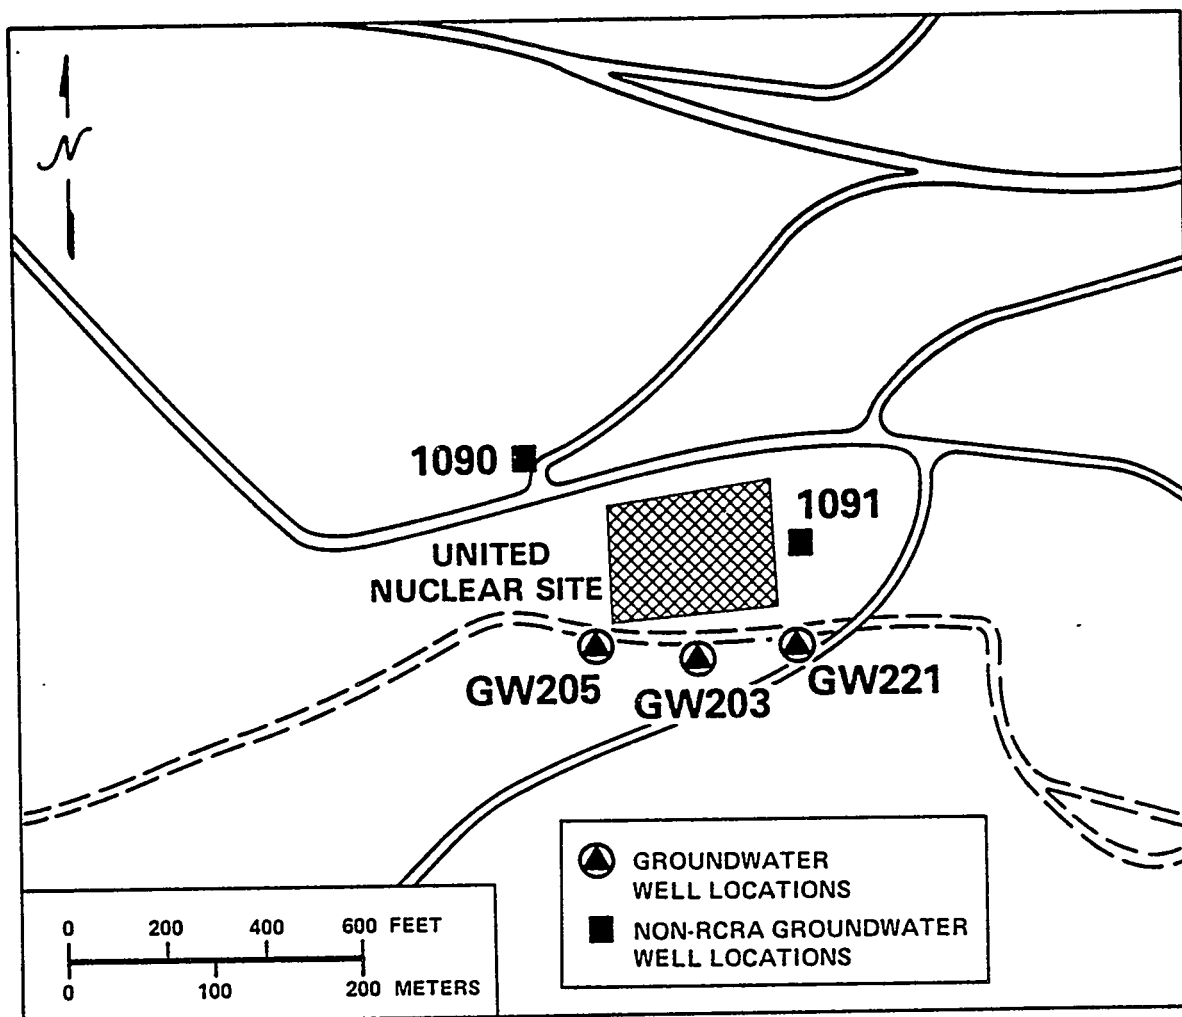 N
1090
1091
UNITED
NUCLEAR SITE
GW205
GW203
GW221
GROUNDWATER
WELL LOCATIONS
NON-RCRA GROUNDWATER
WELL LOCATIONS
0 200 400 600 FEET
0 100 200 METERS